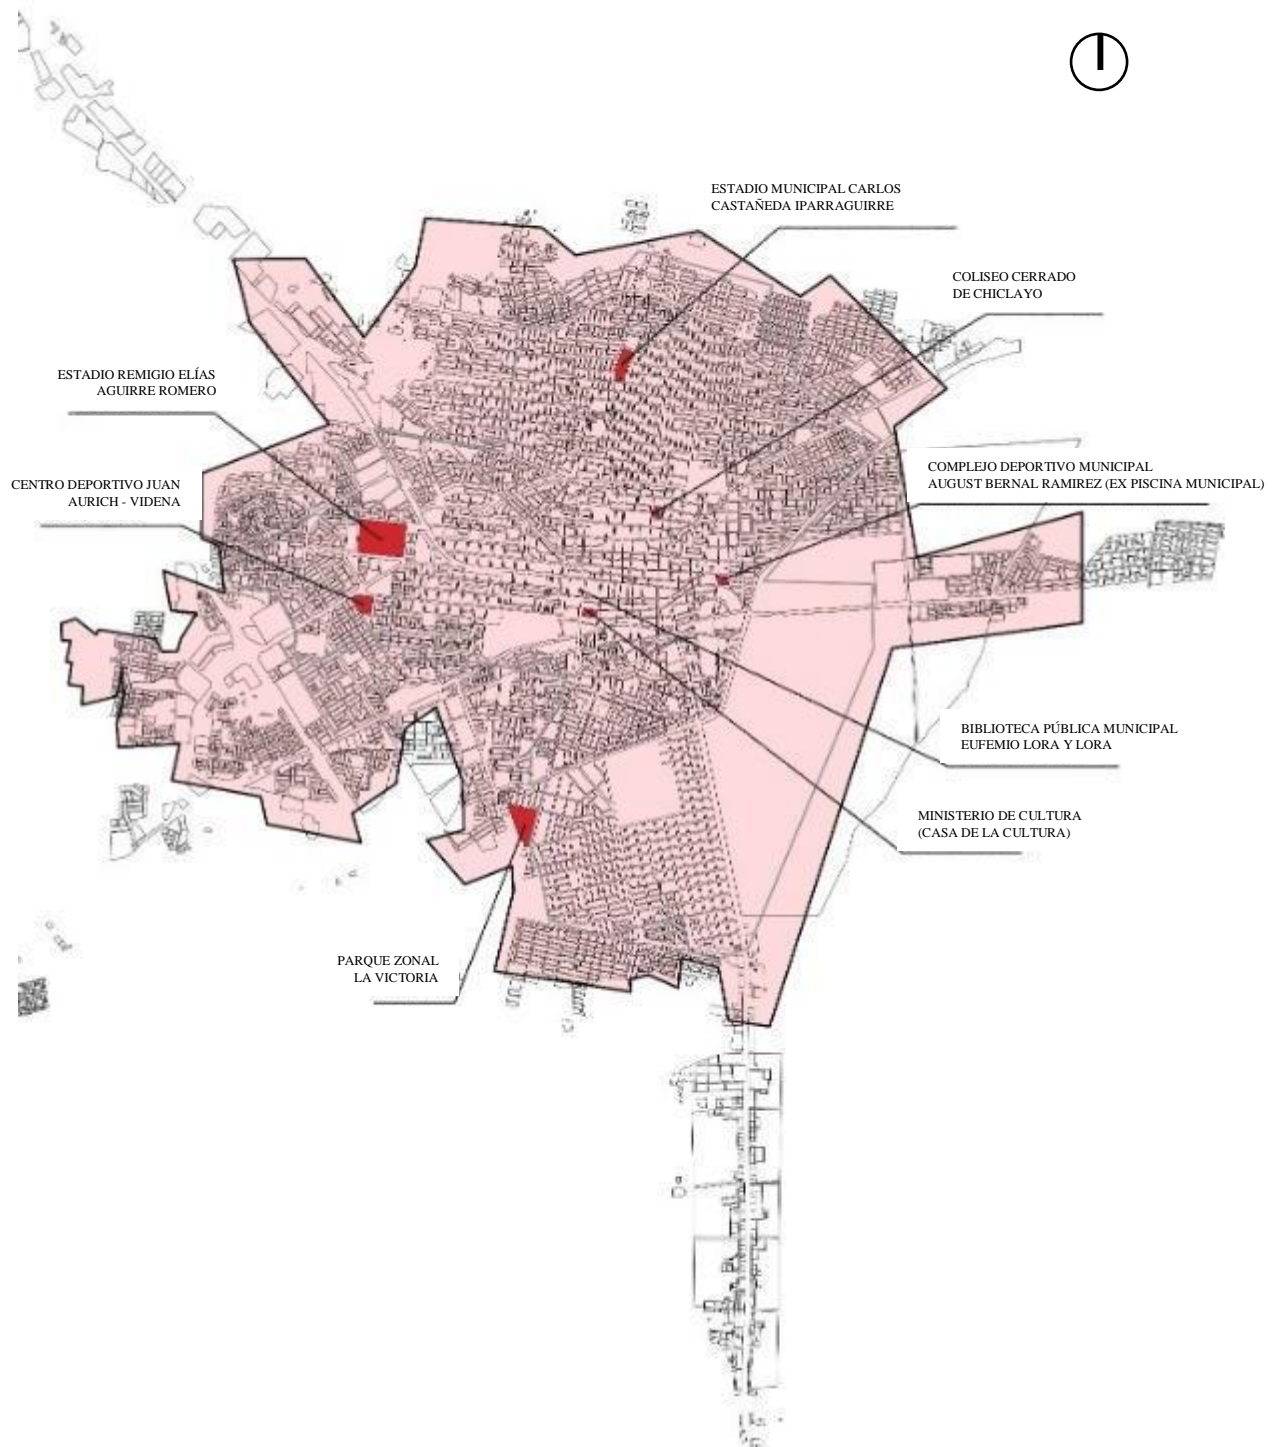 ESTADIO MUNICIPAL CARLOS
CASTAÑEDA IPARRAGUIRRE
COLISEO CERRADO
DE CHICLAYO
ESTADIO REMIGIO ELÍAS
AGUIRRE ROMERO
COMPLEJO DEPORTIVO MUNICIPAL
AUGUST BERNAL RAMIREZ (EX PISCINA MUNICIPAL)
CENTRO DEPORTIVO JUAN
AURICH - VIDENA
BIBLIOTECA PÚBLICA MUNICIPAL
EUFEMIO LORA Y LORA
MINISTERIO DE CULTURA
(CASA DE LA CULTURA)
PARQUE ZONAL
LA VICTORIA